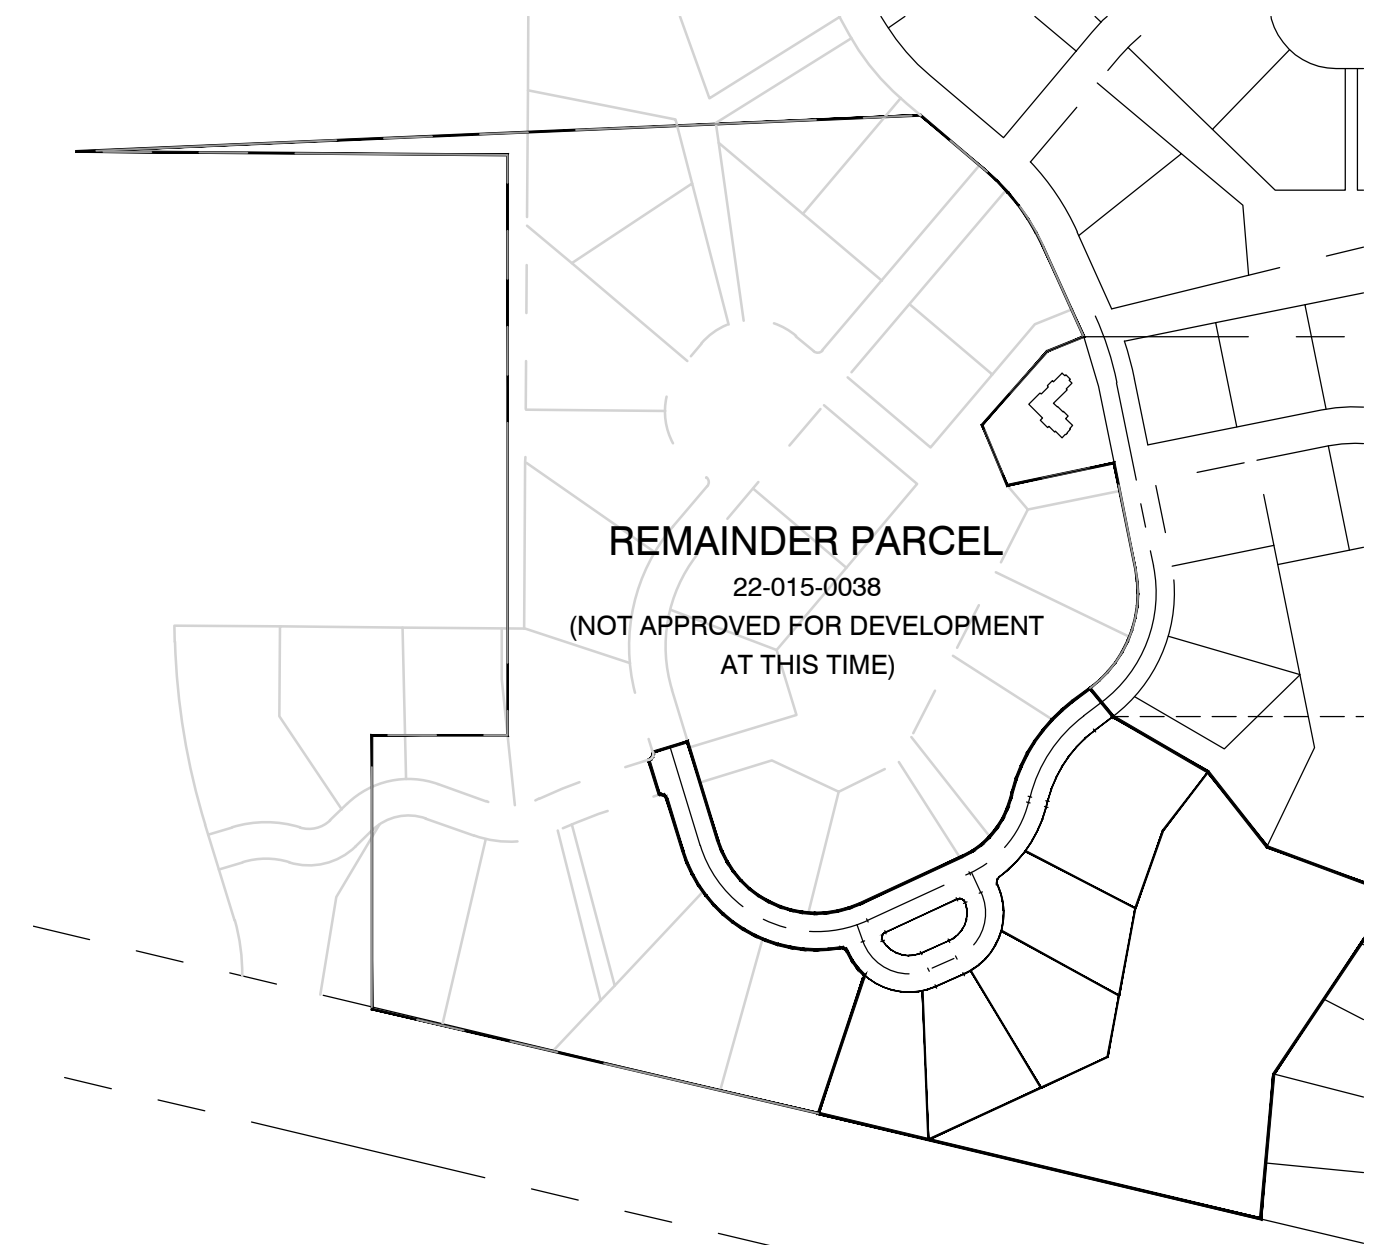 REMAINDER PARCEL
22-015-0038
(NOT APPROVED FOR DEVELOPMENT
AT THIS TIME)